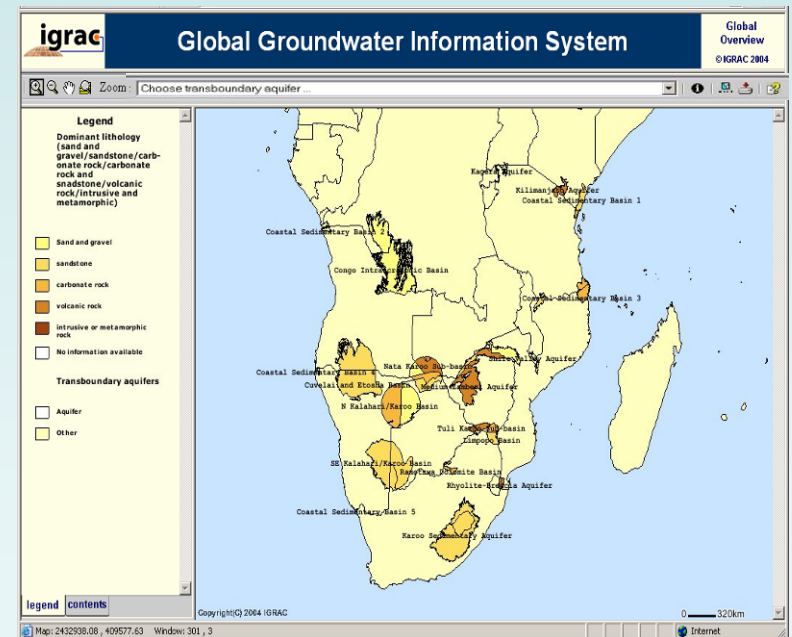 igrac
Global Groundwater Information System
Global
Overview
© IGRAC 2004
Zoom: Choose transboundary aquifer ...
Legend
Dominant lithology
(sand and
gravel/sandstone/carb-
onate rock/carbonate
rock and
snadstone/volcanic
rock/intrusive and
metamorphic)
Sand and gravel
sandstone
carbonate rock
volcanic rock
intrusive or metamorphic
rock
No information available
Transboundary aquifers
Aquifer
Other
legend contents
Kagera Aquifer
Kilimanjaro Aquifer
Coastal Sedimentary Basin 1
Coastal Sedimentary Basin 2
Congo Intracratonic Basin
Coastal Sedimentary Basin 3
Shire Valley Aquifer
Nata Karoo Sub-basin
Coastal Sedimentary Basin 4
Cuvelai and Etosha Basin
Medium Zambezi Aquifer
N Kalahari/Karoo Basin
Tuli Karoo Sub-basin
Limpopo Basin
SE Kalahari/Karoo Basin
Ramotswa Dolomite Basin
Rhyolite-Breccia Aquifer
Coastal Sedimentary Basin 5
Karoo Sedimentary Aquifer
Copyright(C) 2004 IGRAC
0 320km
Map: 2432938.08 , 409577.63 Window: 301 , 3
Internet